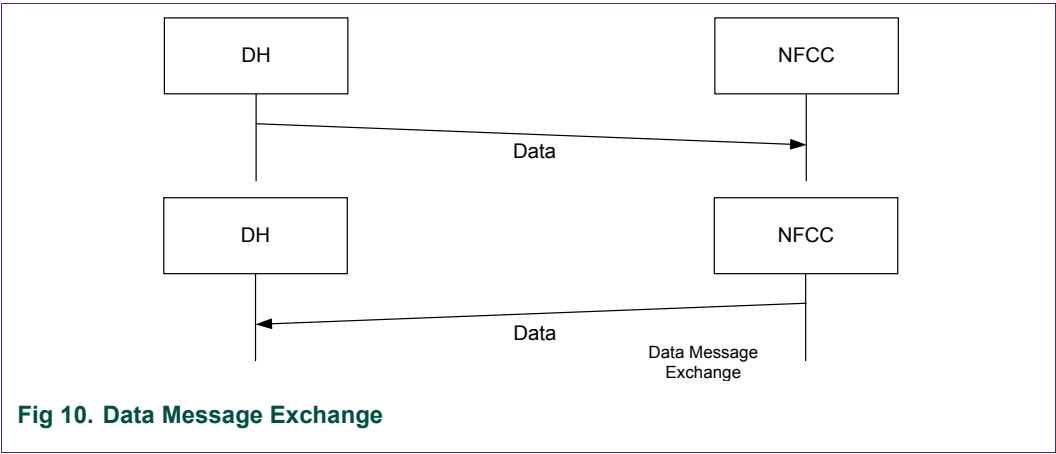 DH
NFCC
Data
DH
NFCC
Data
Data Message
Exchange
Fig 10. Data Message Exchange